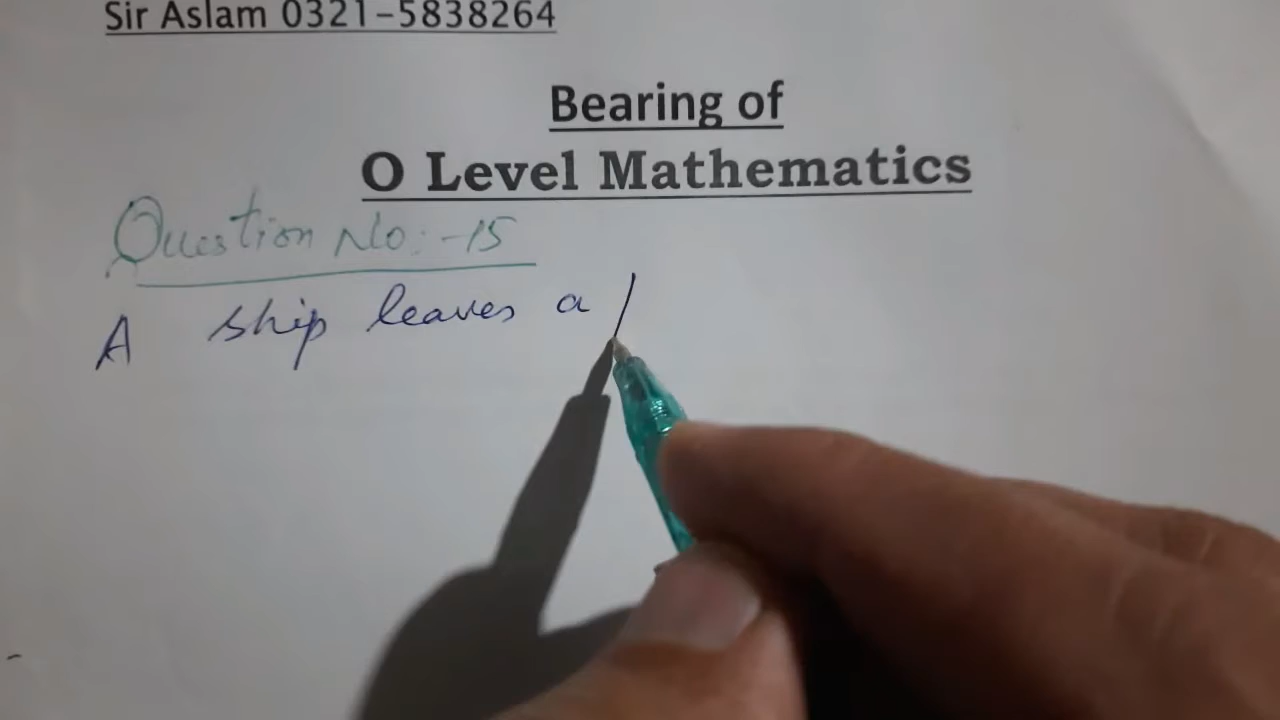 Sir Aslam 0321-5838264
Bearing of
O Level Mathematics
Question No:-15
A ship leaves a